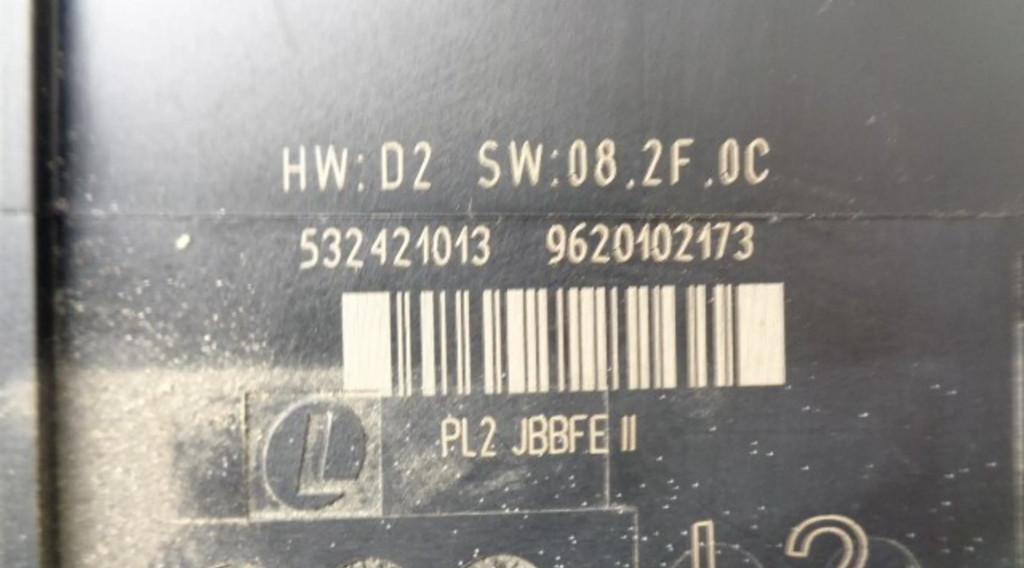 HW:D2 SW:08.2F.0C
532421013 9620102173
PL2 JBBFE II
L